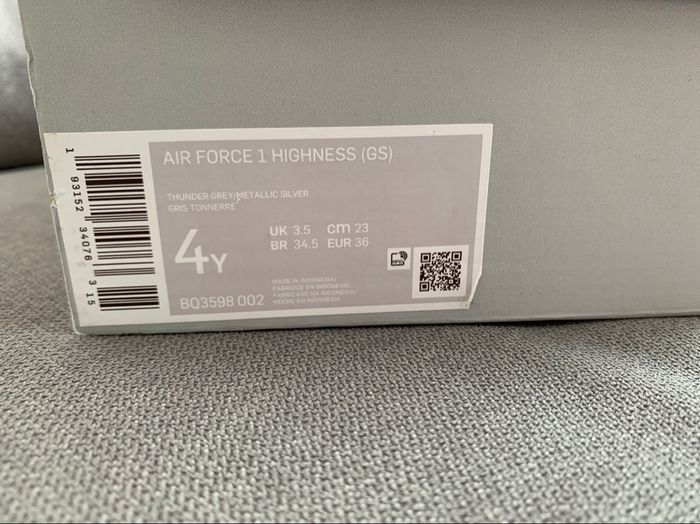 AIR FORCE 1 HIGHNESS (GS)
THUNDER GREY/METALLIC SILVER
GRIS TONNERRE
4Y
UK 3.5 cm 23
BR 34.5 EUR 36
BQ3598 002
MADE IN INDONESIA/
FABRIQUE EN INDONESIE/
FABRICADO NA INDONESIA/
HECHO EN INDONESIA
1 93152 34076 3 15